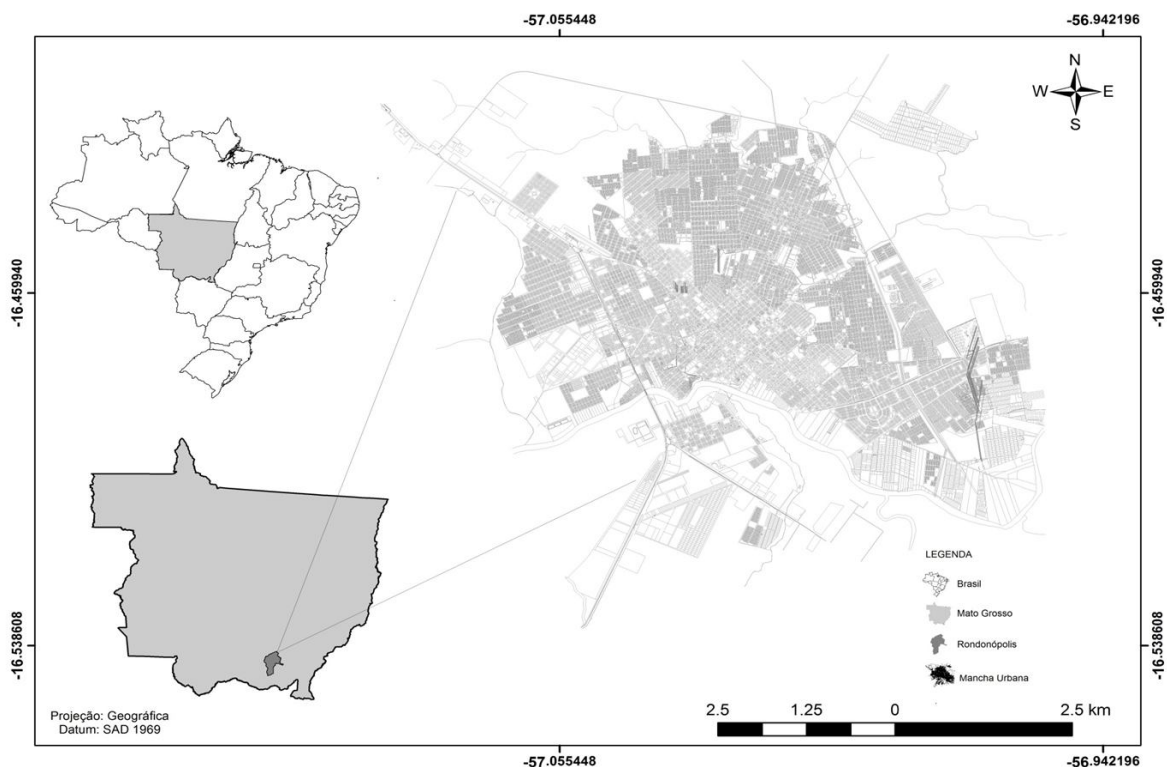 -57.055448
-56.942196
N
W E
S
-16.459940
-16.459940
LEGENDA
Brasil
Mato Grosso
Rondonópolis
Mancha Urbana
-16.538608
-16.538608
Projeção: Geográfica
Datum: SAD 1969
2.5 1.25 0 2.5 km
-57.055448
-56.942196